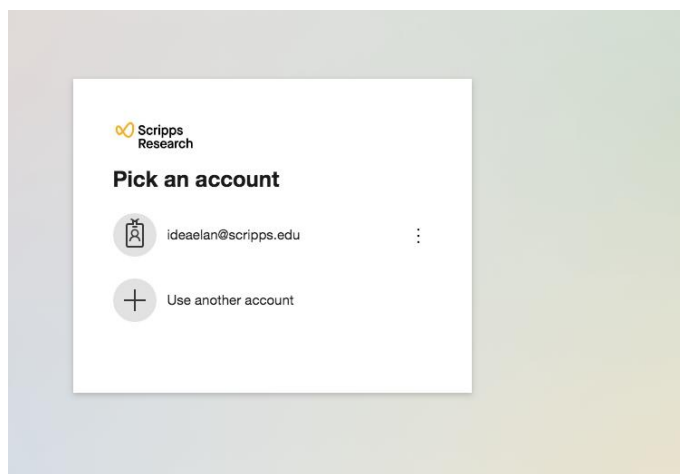 Scripps
Research
Pick an account
ideaelan@scripps.edu
Use another account